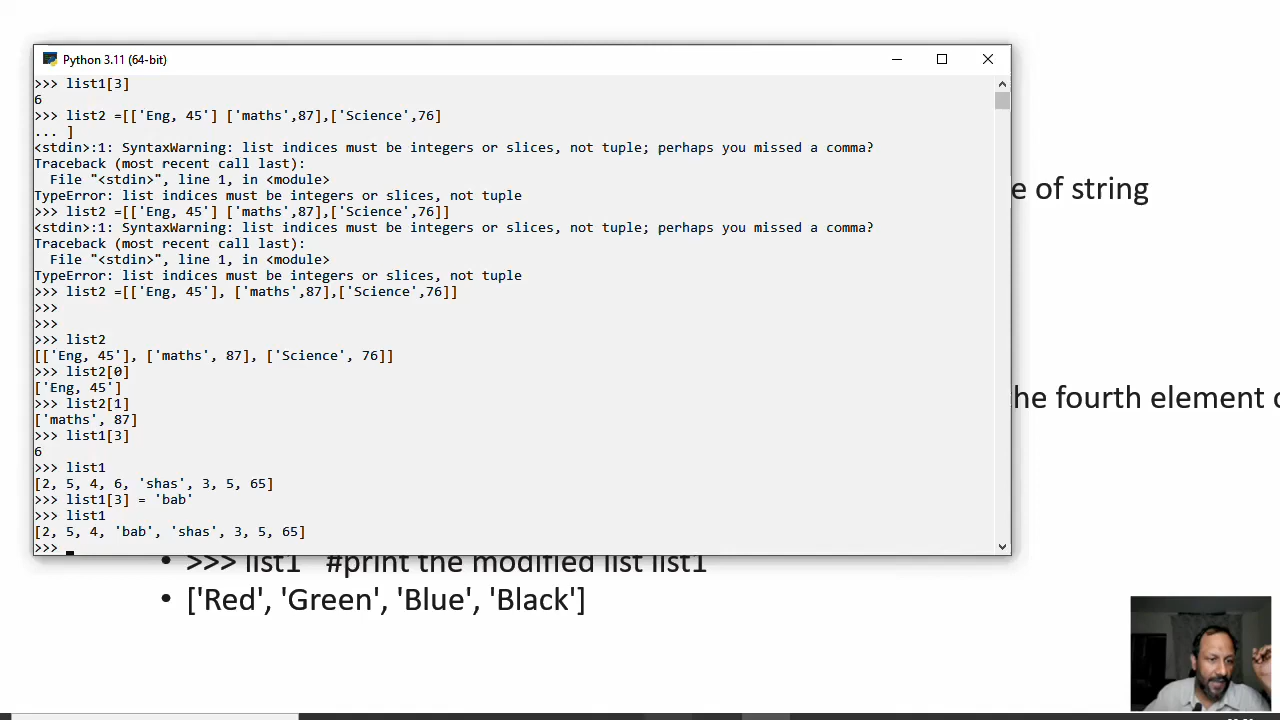 Python 3.11 (64-bit)
>>> list1[3]
6
>>> list2 =[['Eng, 45'] ['maths',87],['Science',76]
... ]
<stdin>:1: SyntaxWarning: list indices must be integers or slices, not tuple; perhaps you missed a comma?
Traceback (most recent call last):
  File "<stdin>", line 1, in <module>
TypeError: list indices must be integers or slices, not tuple
>>> list2 =[['Eng, 45'] ['maths',87],['Science',76]]
<stdin>:1: SyntaxWarning: list indices must be integers or slices, not tuple; perhaps you missed a comma?
Traceback (most recent call last):
  File "<stdin>", line 1, in <module>
TypeError: list indices must be integers or slices, not tuple
>>> list2 =[['Eng, 45'], ['maths',87],['Science',76]]
>>>
>>>
>>> list2
[['Eng, 45'], ['maths', 87], ['Science', 76]]
>>> list2[0]
['Eng, 45']
>>> list2[1]
['maths', 87]
>>> list1[3]
6
>>> list1
[2, 5, 4, 6, 'shas', 3, 5, 65]
>>> list1[3] = 'bab'
>>> list1
[2, 5, 4, 'bab', 'shas', 3, 5, 65]
>>>
e of string
he fourth element
• >>> list1 #print the modified list list1
• ['Red', 'Green', 'Blue', 'Black']